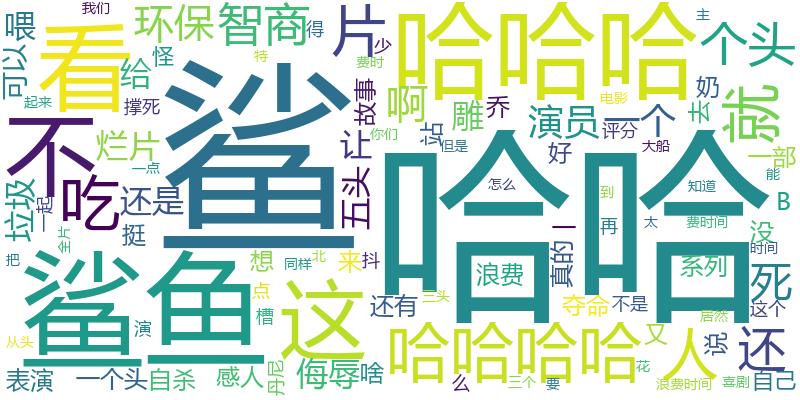 我们
可以
喂
看
环保
智商
得
片
少
哈哈哈
个头
主
给
怪
特
费时
电影
奶
起来
撑死
故事
啊
雕
乔
去
就
不
鲨
烂片
让
你们
站
但是
演员
一个
评分
好
大船
一部
吃
一点
五头
哈哈
怎么
知道
能
垃圾
一起
还是
B
挺
到
再
太
费时间
没
全片
真的
一
鲨鱼
想
同样
北
来
抖
浪费
系列
时间
死
把
这
点
还有
三头
夺命
不是
居然
这个
从头
演
槽
哈哈哈哈
又
人
说
还
表演
一个头
自杀
感人
丹尼
侮辱
啥
么
三个
要
花
浪费时间
喜剧
自己